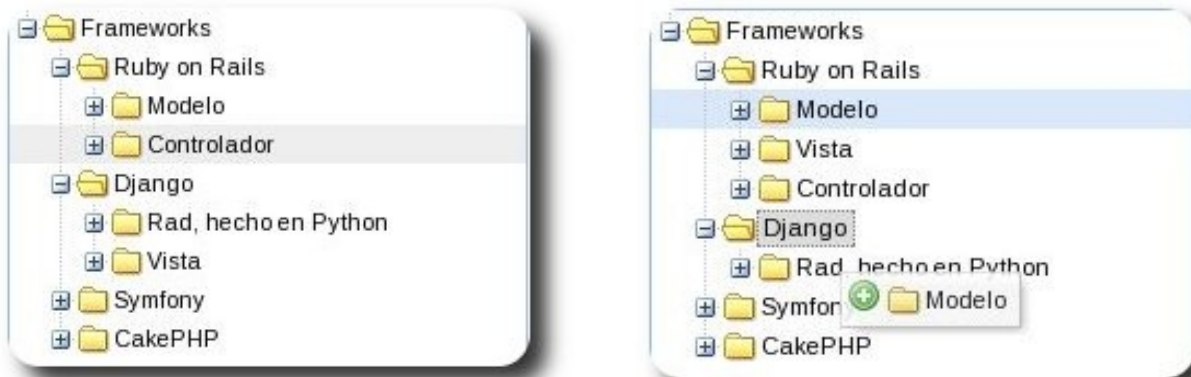 Frameworks
Ruby on Rails
Modelo
Controlador
Django
Rad, hecho en Python
Vista
Symfony
CakePHP
Frameworks
Ruby on Rails
Modelo
Vista
Controlador
Django
Rad, hecho en Python
Symfon
Modelo
CakePHP